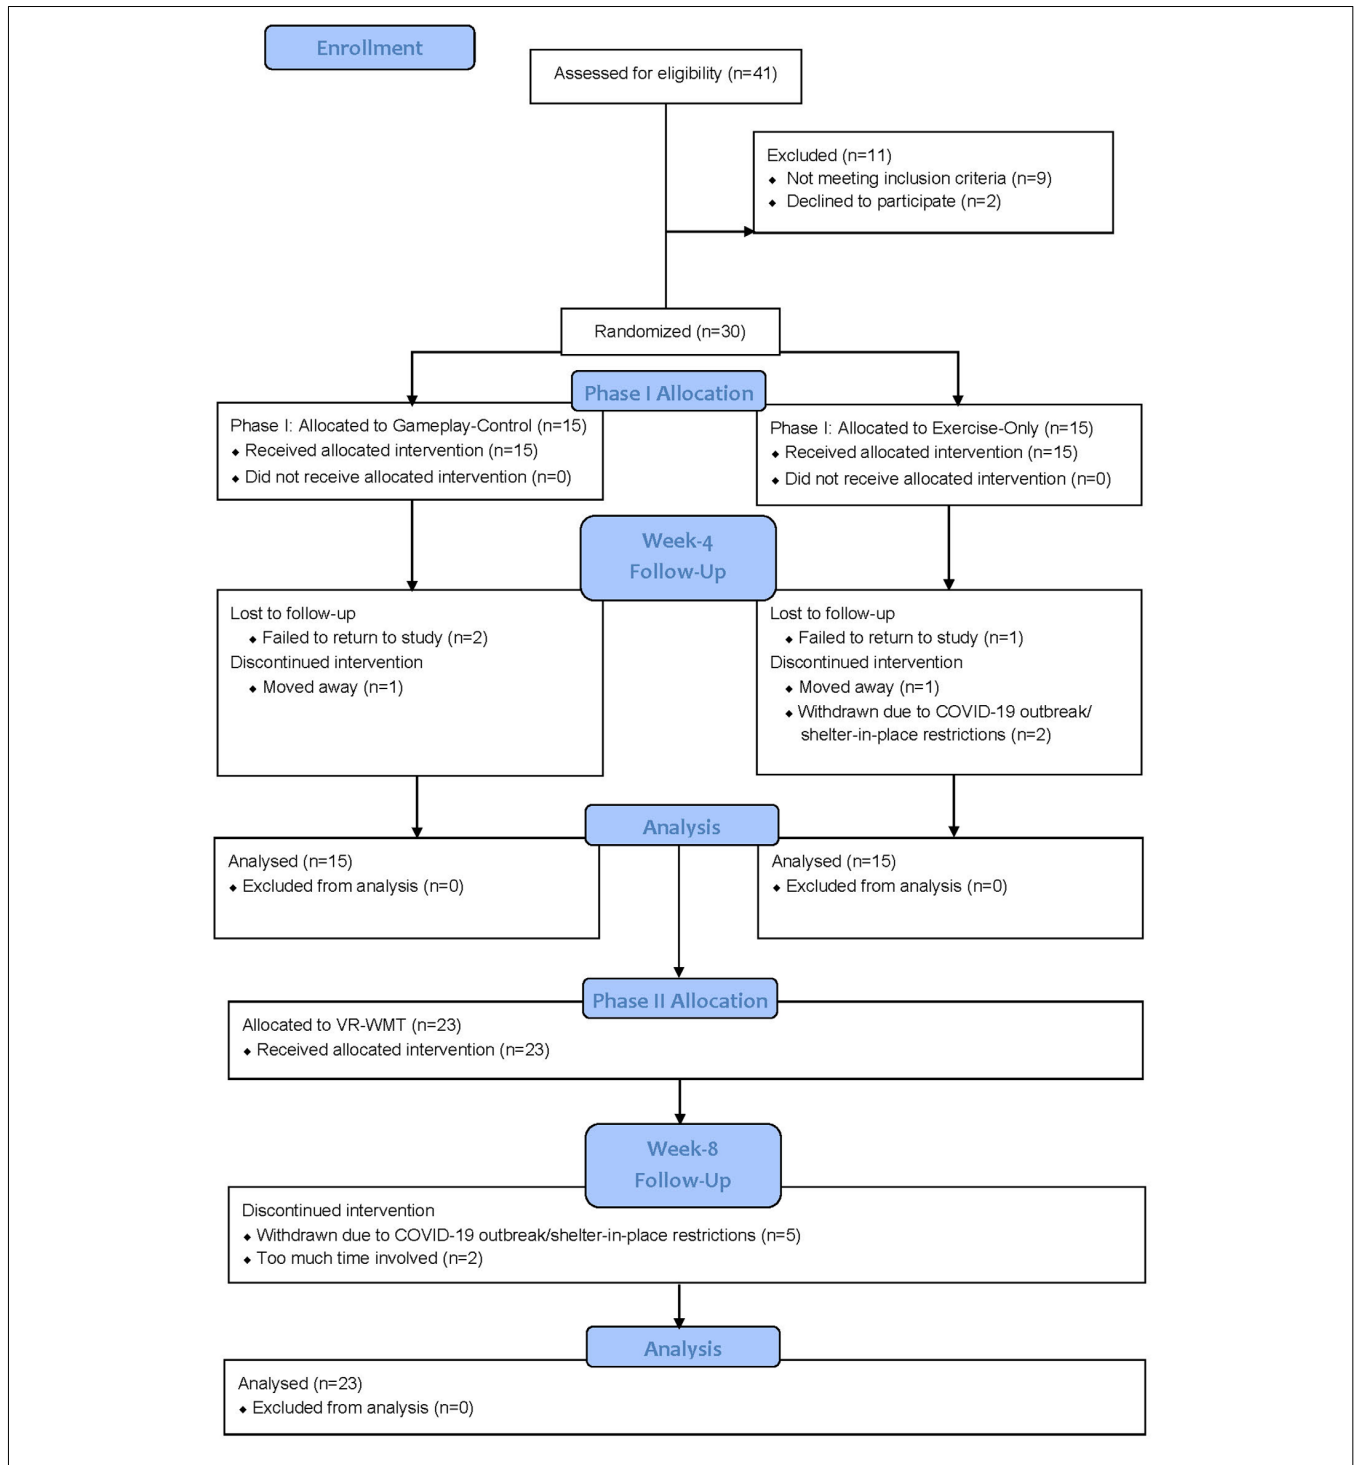 Enrollment
Assessed for eligibility (n=41)
Excluded (n=11)
⬥ Not meeting inclusion criteria (n=9)
⬥ Declined to participate (n=2)
Randomized (n=30)
Phase I Allocation
Phase I: Allocated to Gameplay-Control (n=15)
⬥ Received allocated intervention (n=15)
⬥ Did not receive allocated intervention (n=0)
Phase I: Allocated to Exercise-Only (n=15)
⬥ Received allocated intervention (n=15)
⬥ Did not receive allocated intervention (n=0)
Week-4
Follow-Up
Lost to follow-up
⬥ Failed to return to study (n=2)
Discontinued intervention
⬥ Moved away (n=1)
Lost to follow-up
⬥ Failed to return to study (n=1)
Discontinued intervention
⬥ Moved away (n=1)
⬥ Withdrawn due to COVID-19 outbreak/
shelter-in-place restrictions (n=2)
Analysis
Analysed (n=15)
⬥ Excluded from analysis (n=0)
Analysed (n=15)
⬥ Excluded from analysis (n=0)
Phase II Allocation
Allocated to VR-WMT (n=23)
⬥ Received allocated intervention (n=23)
Week-8
Follow-Up
Discontinued intervention
⬥ Withdrawn due to COVID-19 outbreak/shelter-in-place restrictions (n=5)
⬥ Too much time involved (n=2)
Analysis
Analysed (n=23)
⬥ Excluded from analysis (n=0)